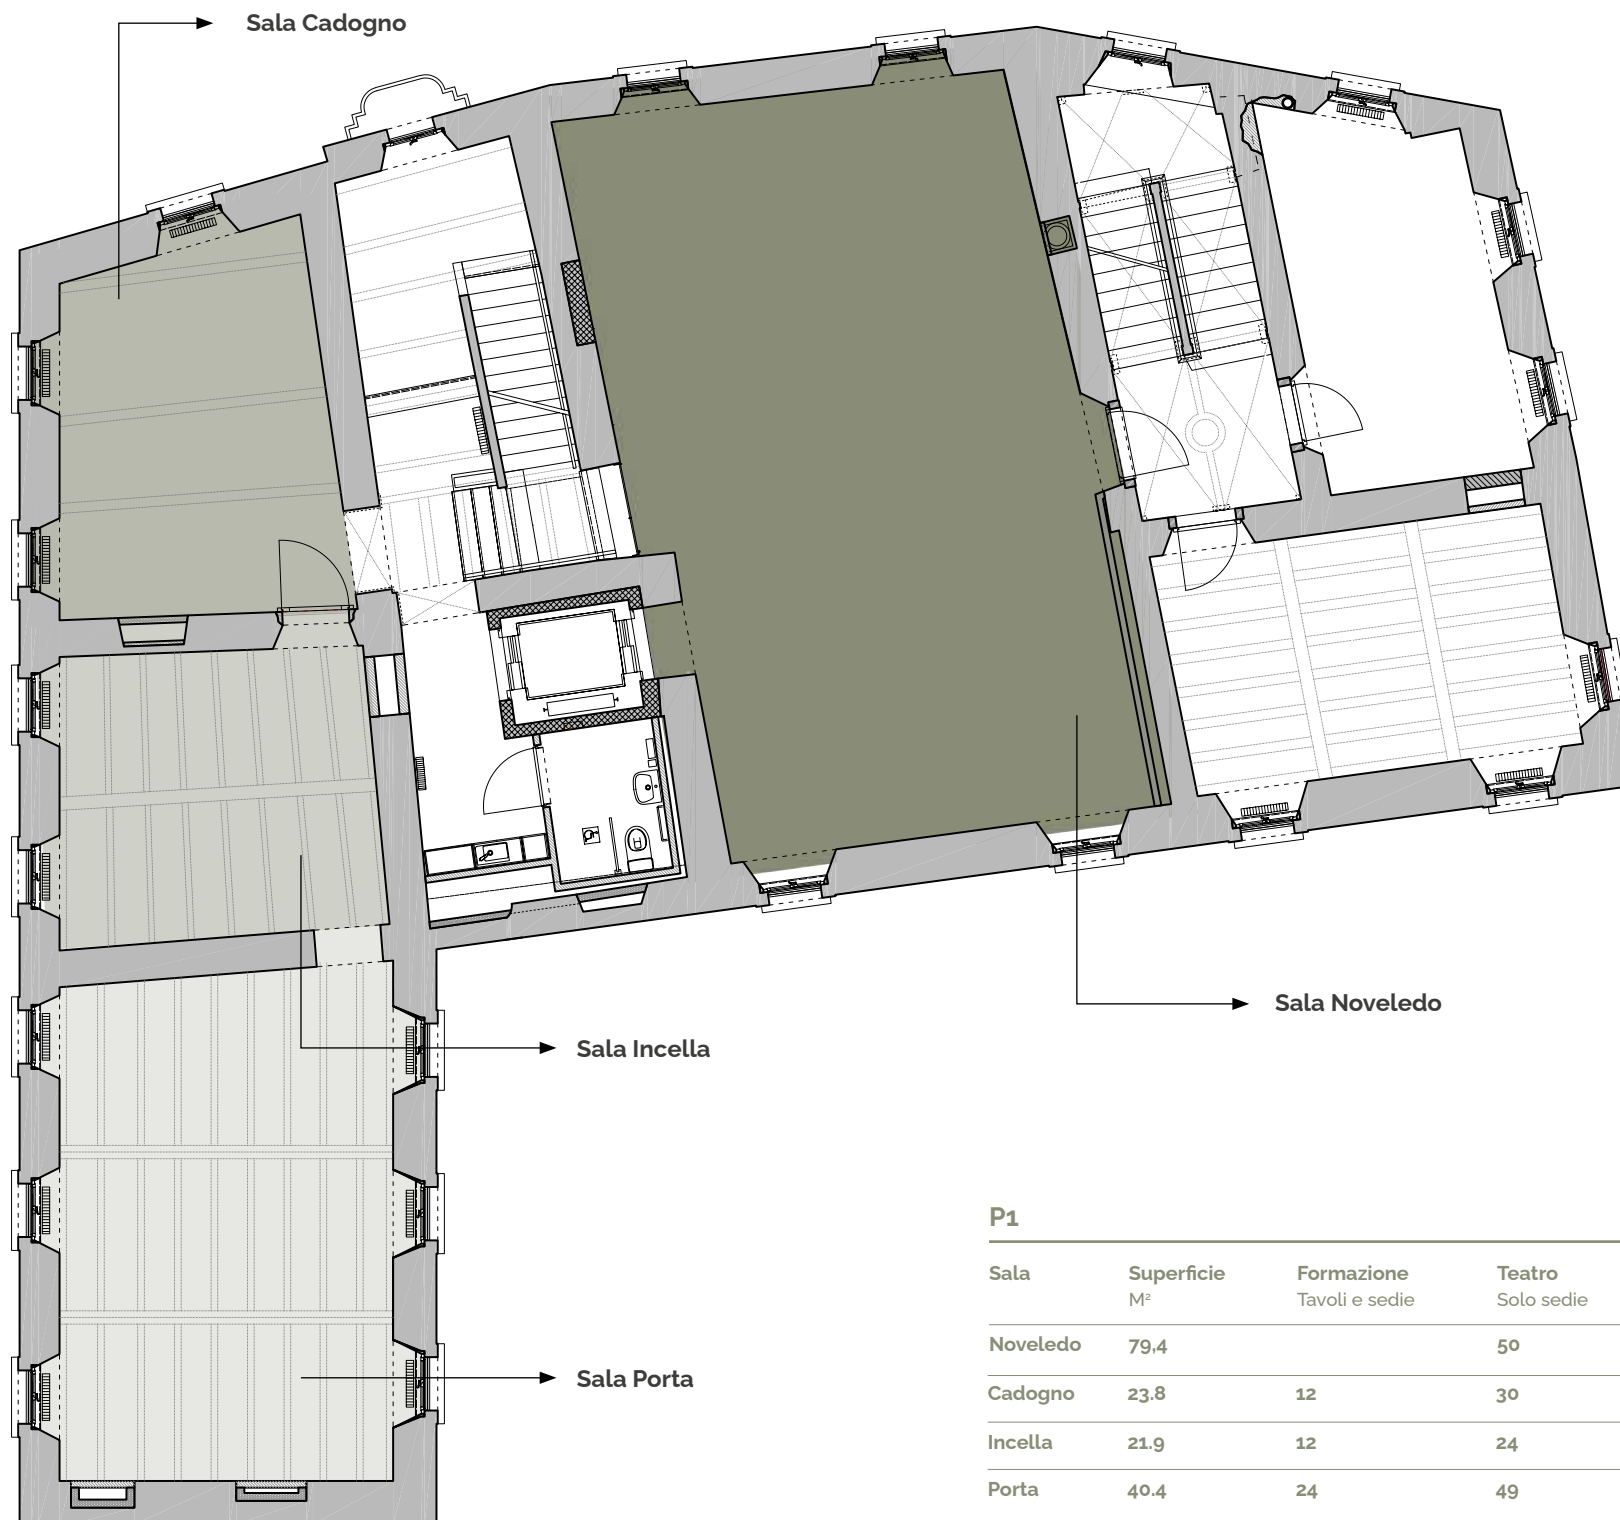 Sala Cadogno
Sala Noveledo
Sala Incella
Sala Porta
P1
Sala Superficie Formazione Teatro
M² Tavoli e sedie Solo sedie
Noveledo 79,4 50
Cadogno 23.8 12 30
Incella 21.9 12 24
Porta 40.4 24 49